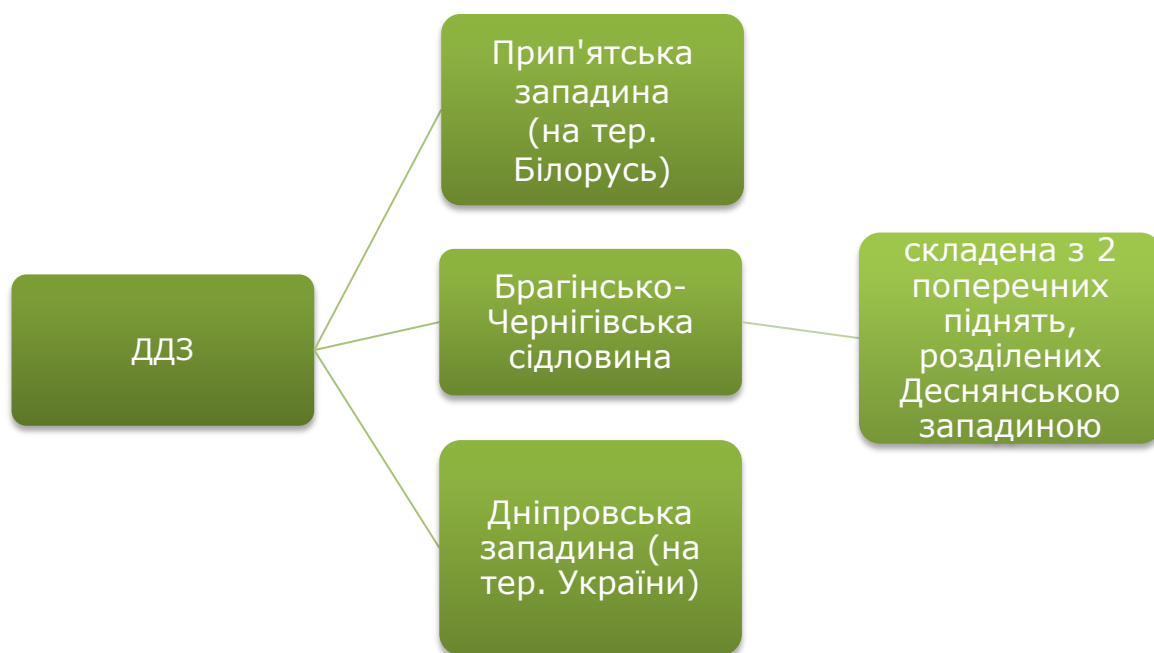 Прип'ятська
западина
(на тер.
Білорусь)
ДДЗ
Брагінсько-
Чернігівська
сідловина
складена з 2
поперечних
піднять,
розділених
Деснянською
западиною
Дніпровська
западина (на
тер. України)